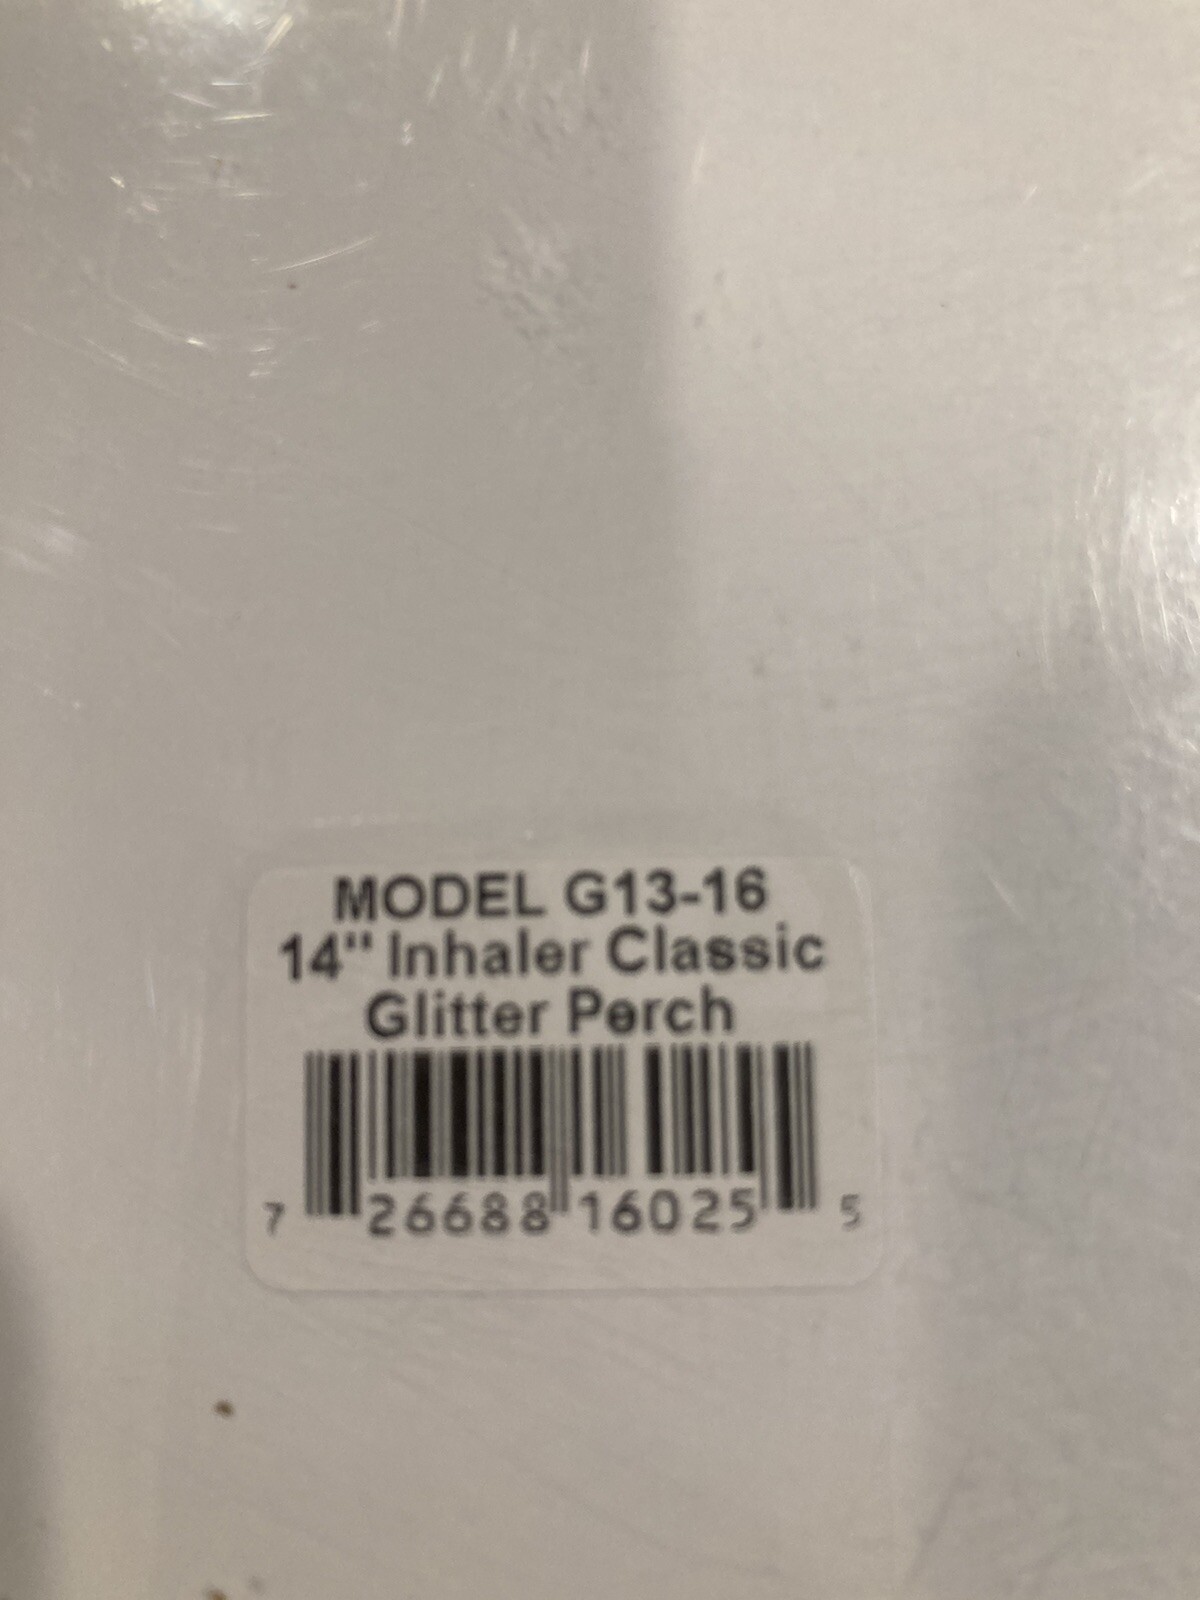 MODEL G13-16
14" Inhaler Classic
Glitter Perch
7 26688 16025 5